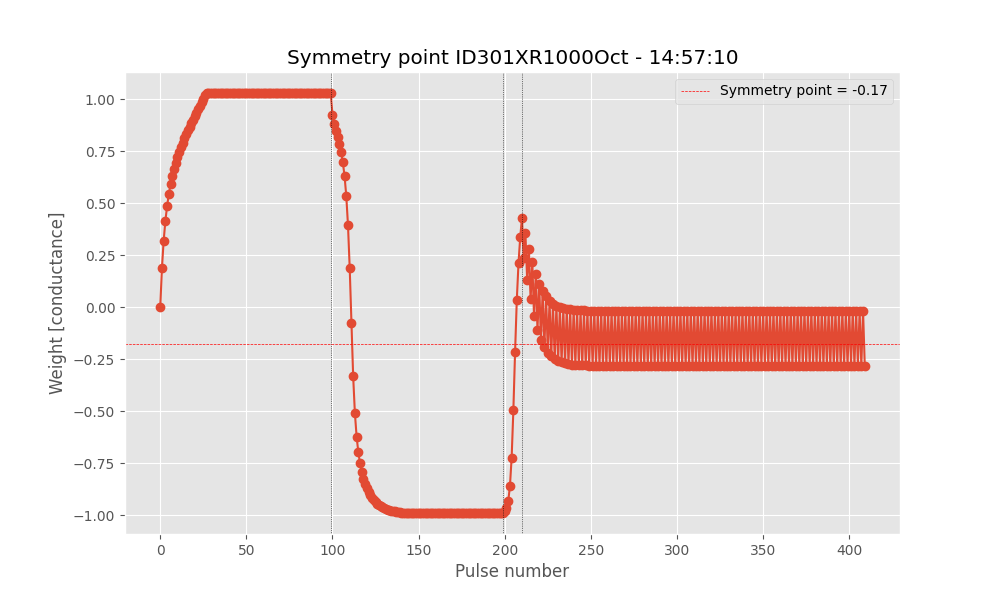 Symmetry point ID301XR1000Oct - 14:57:10
Symmetry point = -0.17
1.00
0.75
0.50
0.25
0.00
−0.25
−0.50
−0.75
−1.00
Weight [conductance]
0 50 100 150 200 250 300 350 400
Pulse number